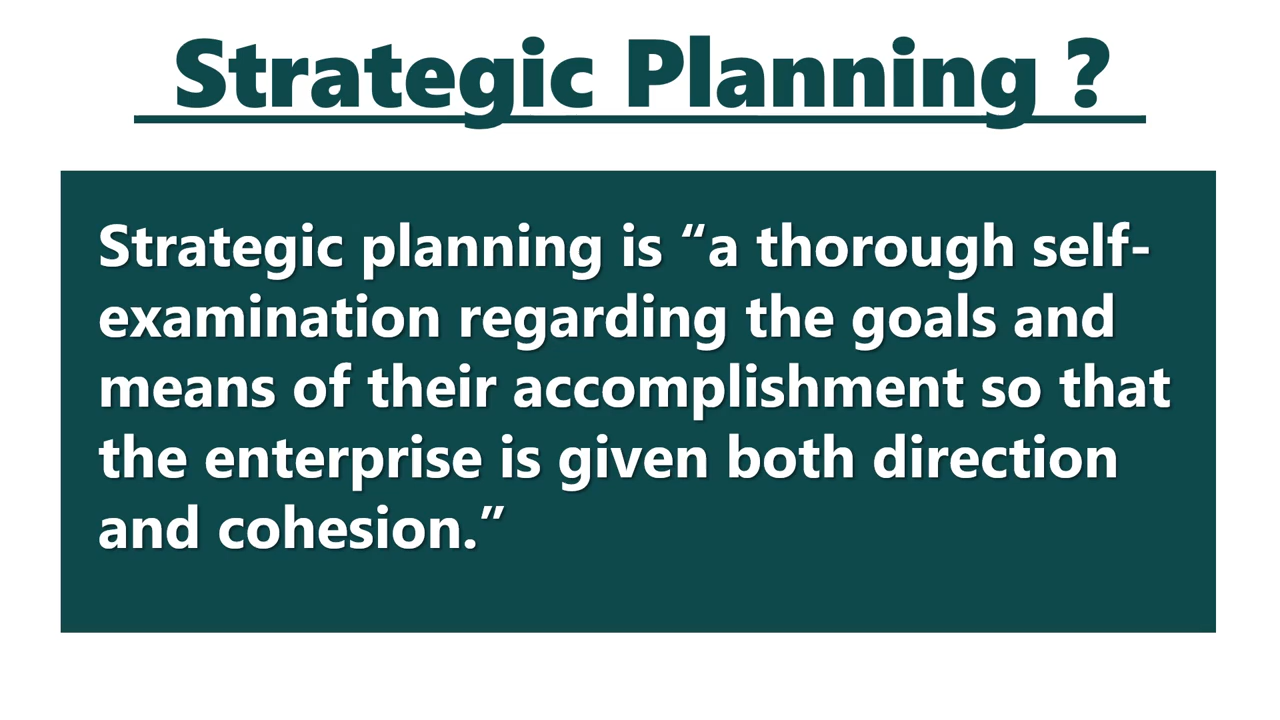 Strategic Planning ?
Strategic planning is “a thorough self-
examination regarding the goals and
means of their accomplishment so that
the enterprise is given both direction
and cohesion.”